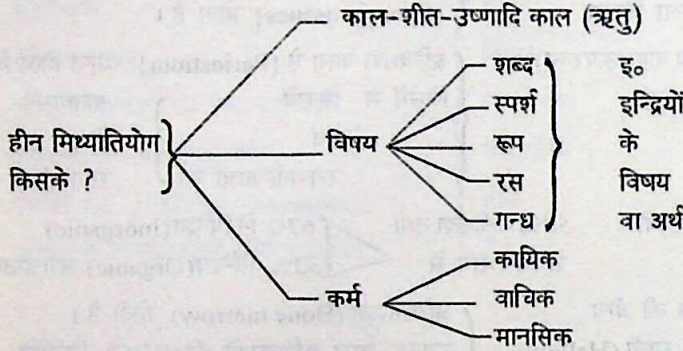 काल-शीत-उष्णादि काल (ऋतु)
शब्द इ०
स्पर्श इन्द्रियों
हीन मिथ्यातियोग विषय रूप के
किसके ?
रस विषय
गन्ध वा अर्थ
कायिक
कर्म वाचिक
मानसिक